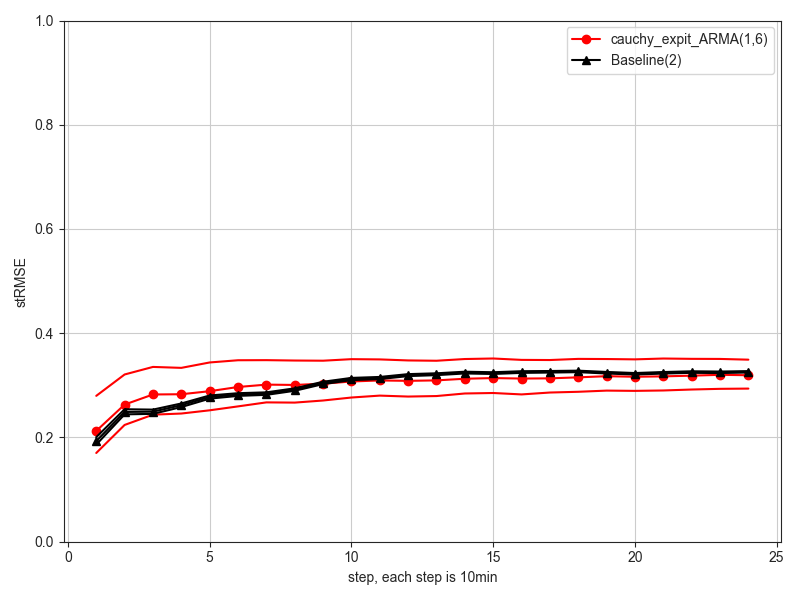 cauchy_expit_ARMA(1,6)
Baseline(2)
stRMSE
1.0
0.8
0.6
0.4
0.2
0.0
0 5 10 15 20 25
step, each step is 10min